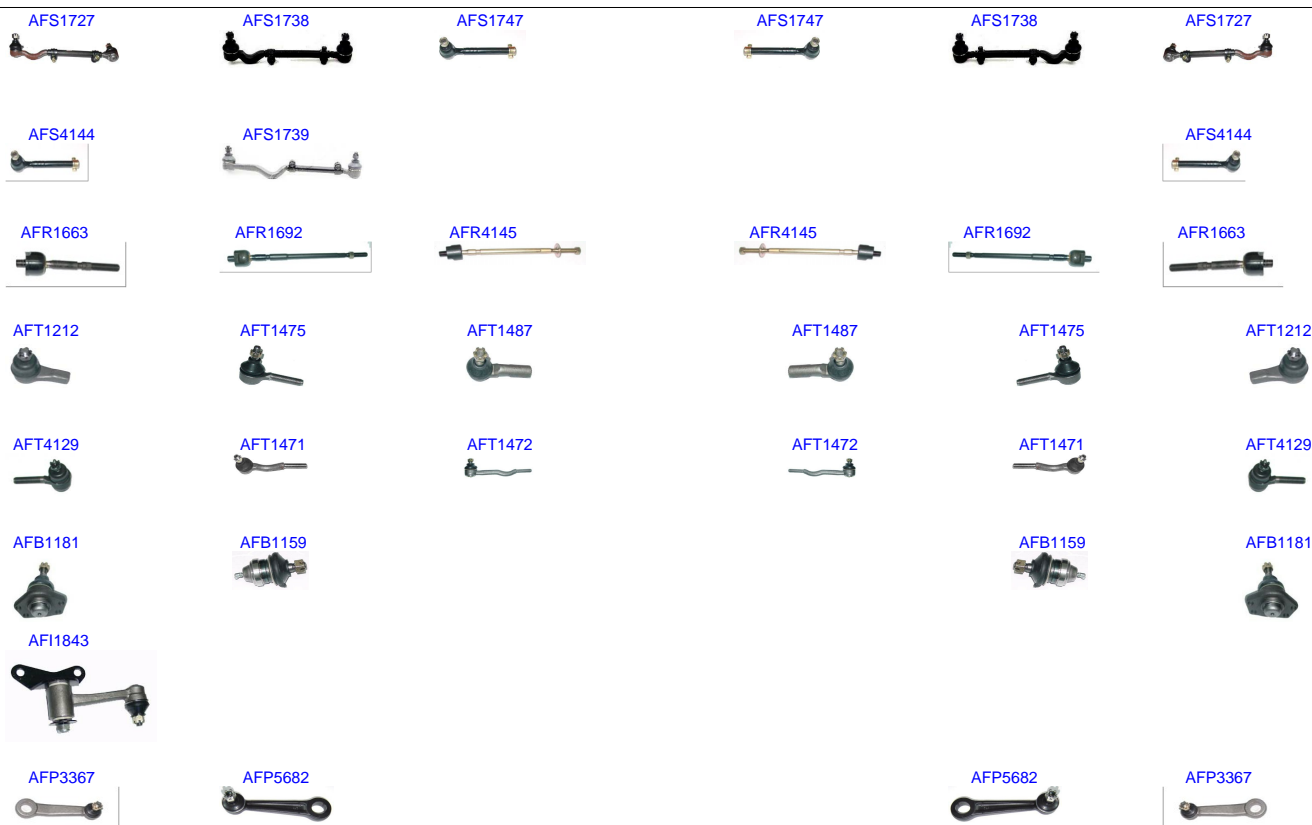 AFS1727 AFS1738 AFS1747 AFS1747 AFS1738 AFS1727
AFS4144 AFS1739 AFS4144
AFR1663 AFR1692 AFR4145 AFR4145 AFR1692 AFR1663
AFT1212 AFT1475 AFT1487 AFT1487 AFT1475 AFT1212
AFT4129 AFT1471 AFT1472 AFT1472 AFT1471 AFT4129
AFB1181 AFB1159 AFB1159 AFB1181
AFI1843
AFP3367 AFP5682 AFP5682 AFP3367